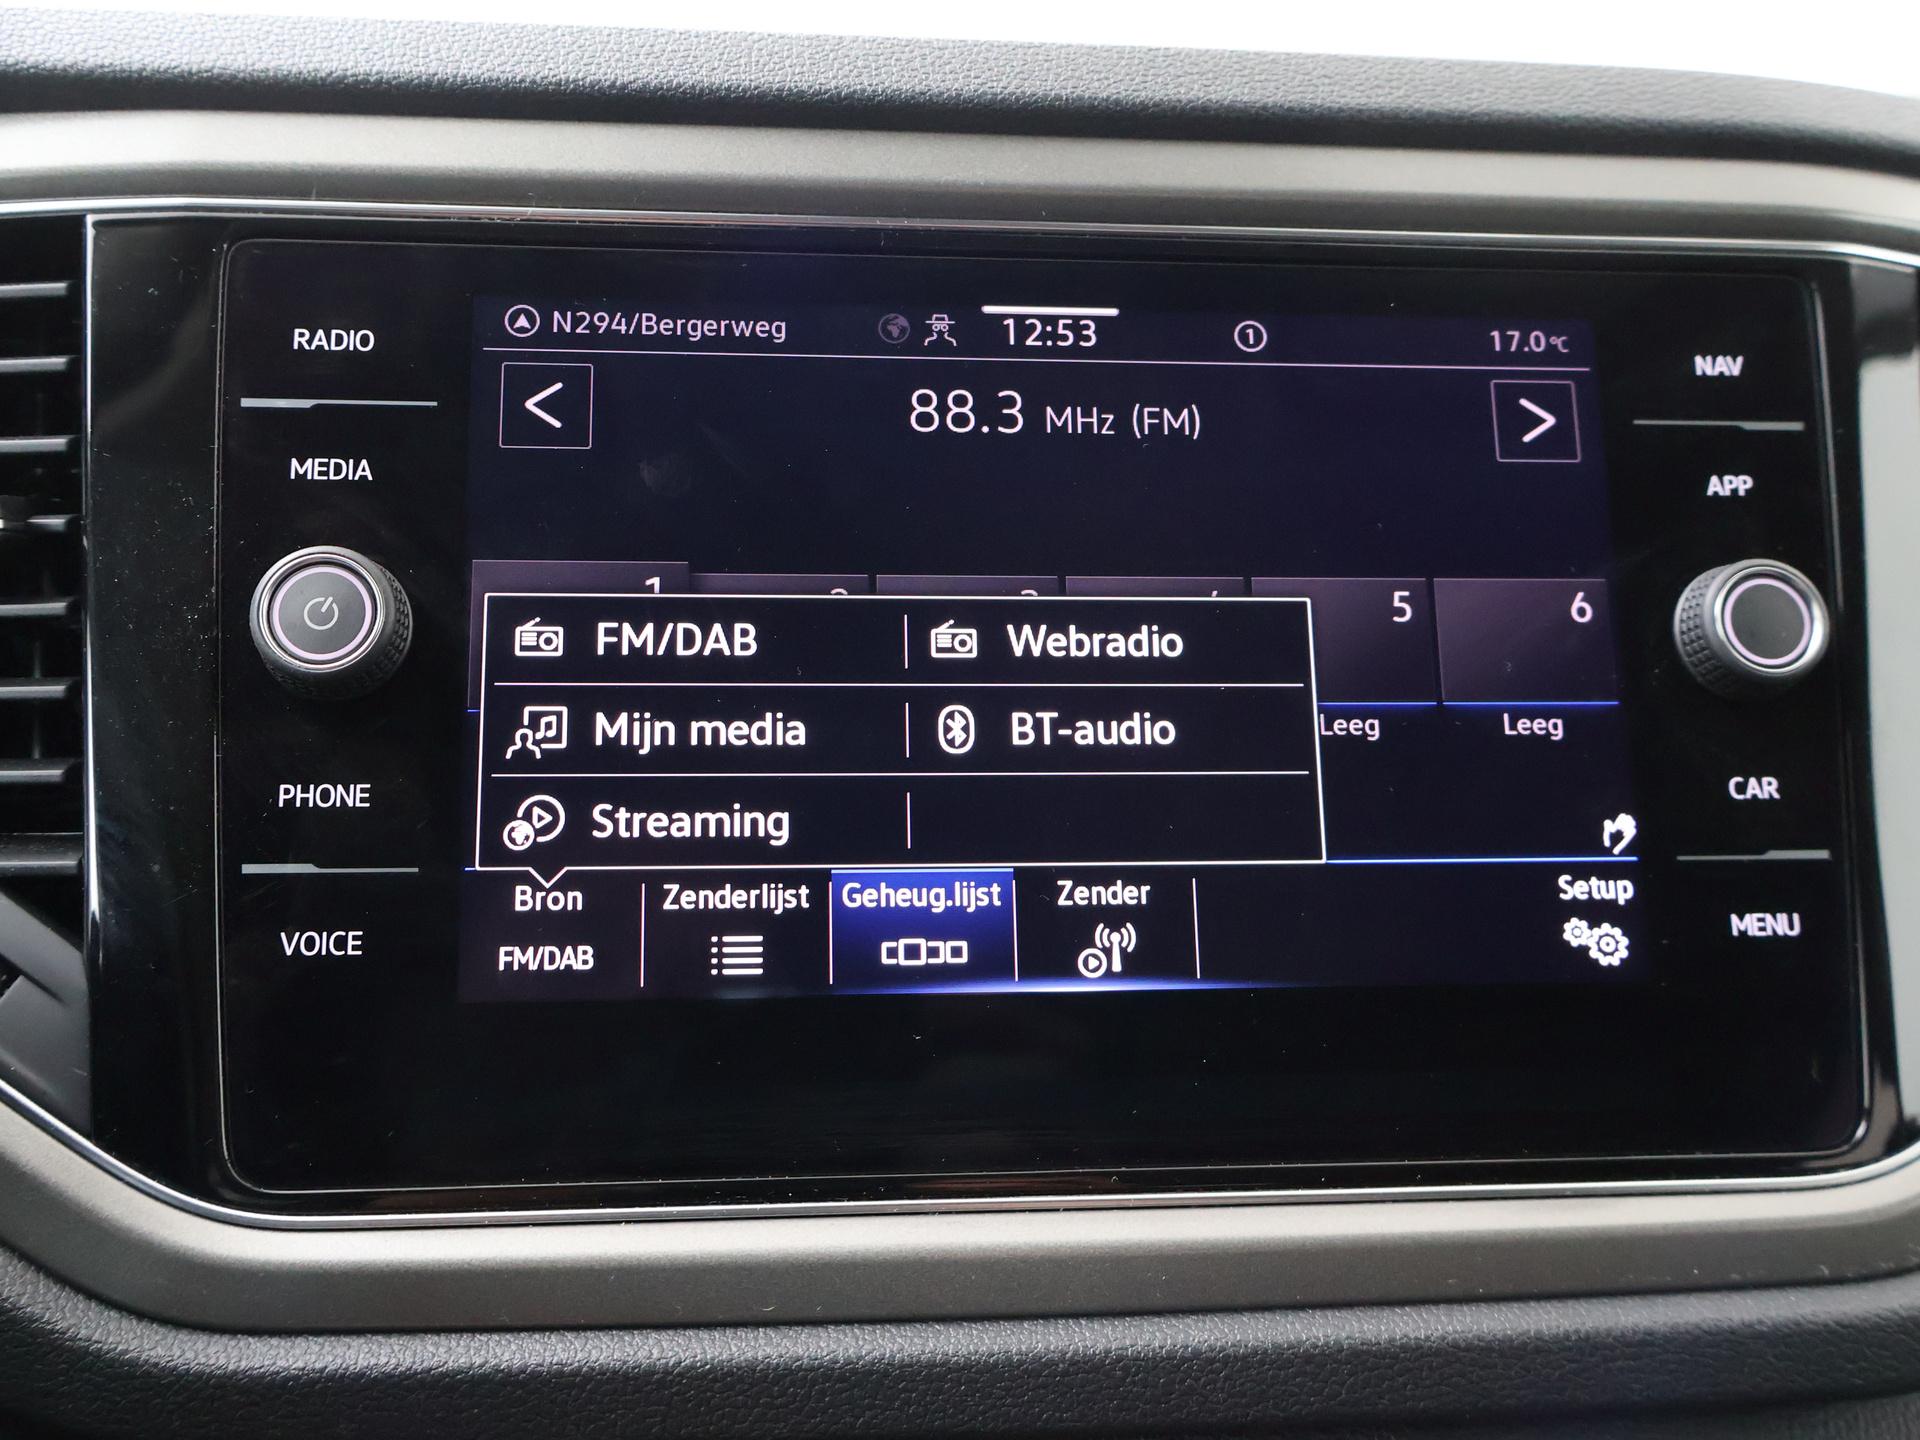 RADIO
MEDIA
PHONE
VOICE
N294/Bergerweg
12:53
1
17.0°C
<
88.3 MHz (FM)
>
1
5
6
FM/DAB
Webradio
Mijn media
BT-audio
Streaming
Leeg
Leeg
Bron
FM/DAB
Zenderlijst
Geheug.lijst
Zender
Setup
NAV
APP
CAR
MENU